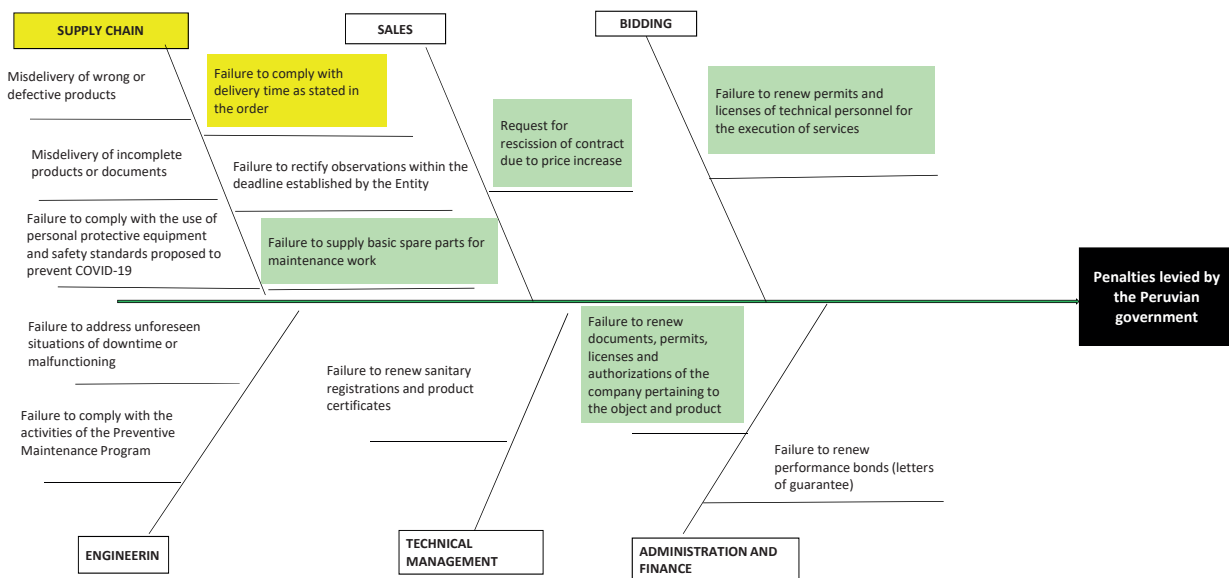 SUPPLY CHAIN
SALES
BIDDING
Misdelivery of wrong or
defective products
Failure to comply with
delivery time as stated in
the order
Misdelivery of incomplete
products or documents
Failure to rectify observations within the
deadline established by the Entity
Failure to comply with the use of
personal protective equipment
and safety standards proposed to
prevent COVID-19
Failure to supply basic spare parts for
maintenance work
Request for
rescission of contract
due to price increase
Failure to renew permits and
licenses of technical personnel for
the execution of services
Penalties levied by
the Peruvian
government
Failure to address unforeseen
situations of downtime or
malfunctioning
Failure to comply with the
activities of the Preventive
Maintenance Program
Failure to renew sanitary
registrations and product
certificates
Failure to renew
documents, permits,
licenses and
authorizations of the
company pertaining to
the object and product
Failure to renew
performance bonds (letters
of guarantee)
ENGINEERIN
TECHNICAL
MANAGEMENT
ADMINISTRATION AND
FINANCE